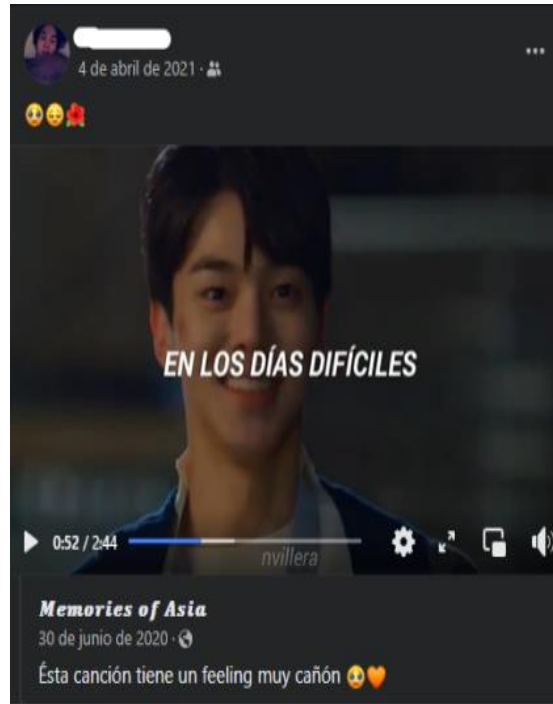 4 de abril de 2021 ·
🥺😔🌺
EN LOS DÍAS DIFÍCILES
0:52 / 2:44
nvillera
Memories of Asia
30 de junio de 2020 ·
Ésta canción tiene un feeling muy cañón 🥺🧡